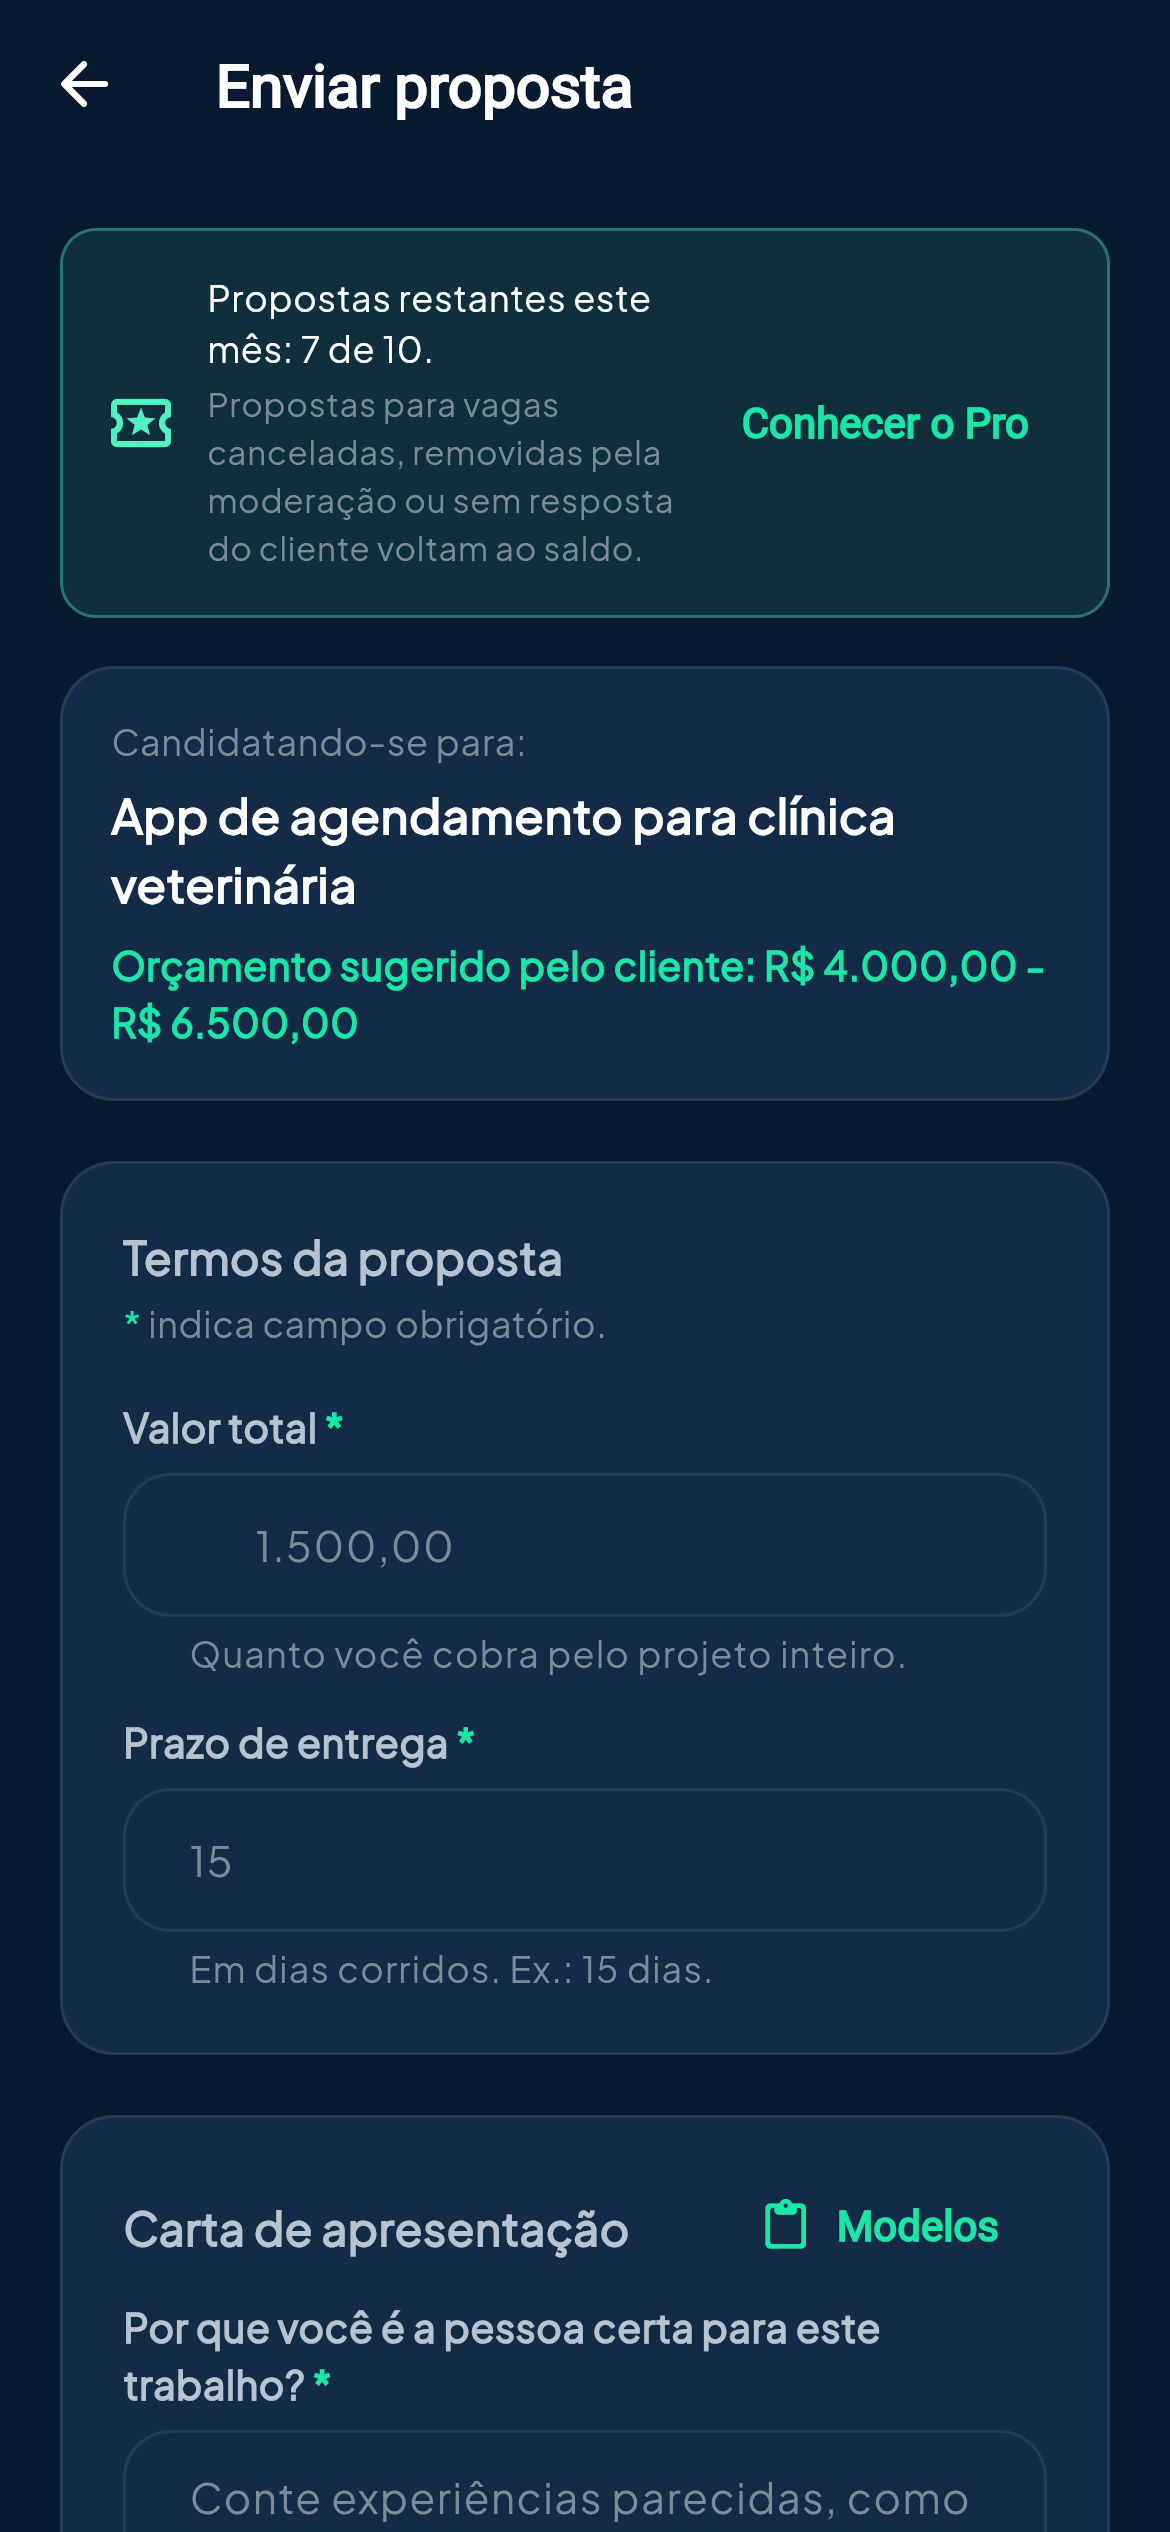 Enviar proposta
Propostas restantes este
mês: 7 de 10.
Propostas para vagas
canceladas, removidas pela
moderação ou sem resposta
do cliente voltam ao saldo.
Conhecer o Pro
Candidatando-se para:
App de agendamento para clínica
veterinária
Orçamento sugerido pelo cliente: R$ 4.000,00 -
R$ 6.500,00
Termos da proposta
* indica campo obrigatório.
Valor total *
1.500,00
Quanto você cobra pelo projeto inteiro.
Prazo de entrega *
15
Em dias corridos. Ex.: 15 dias.
Carta de apresentação
Modelos
Por que você é a pessoa certa para este
trabalho? *
Conte experiências parecidas, como